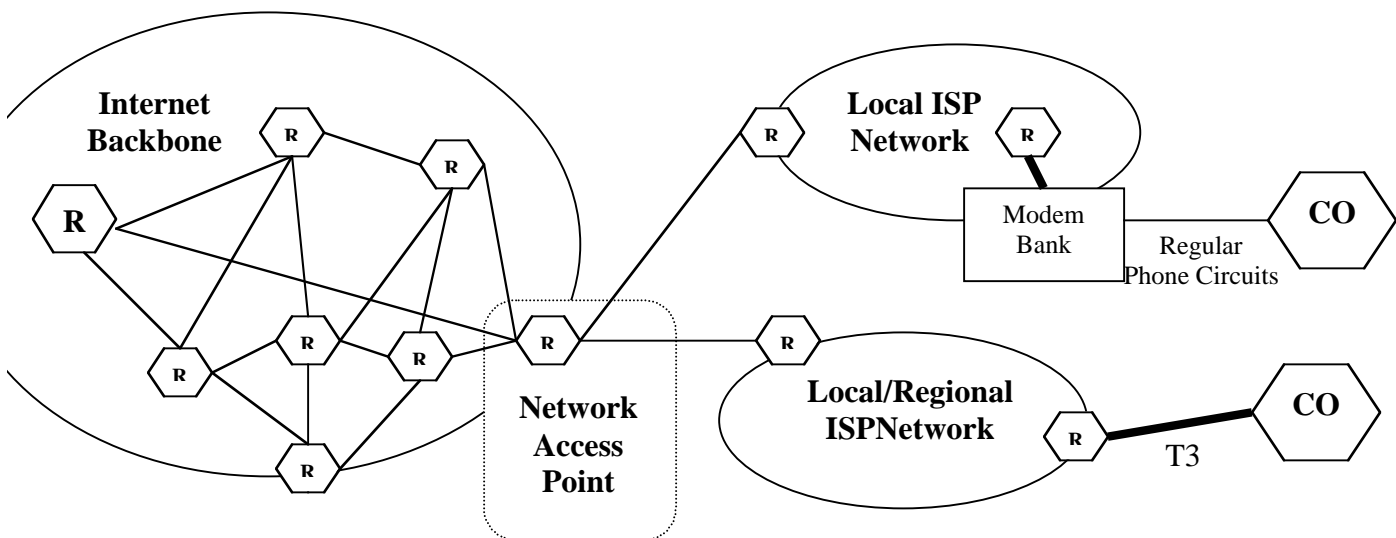 Internet
Backbone
R
R
R
R
R
R
R
R
Network
Access
Point
R
Local ISP
Network
R
Modem
Bank
Regular
Phone Circuits
CO
R
Local/Regional
ISPNetwork
R
T3
CO